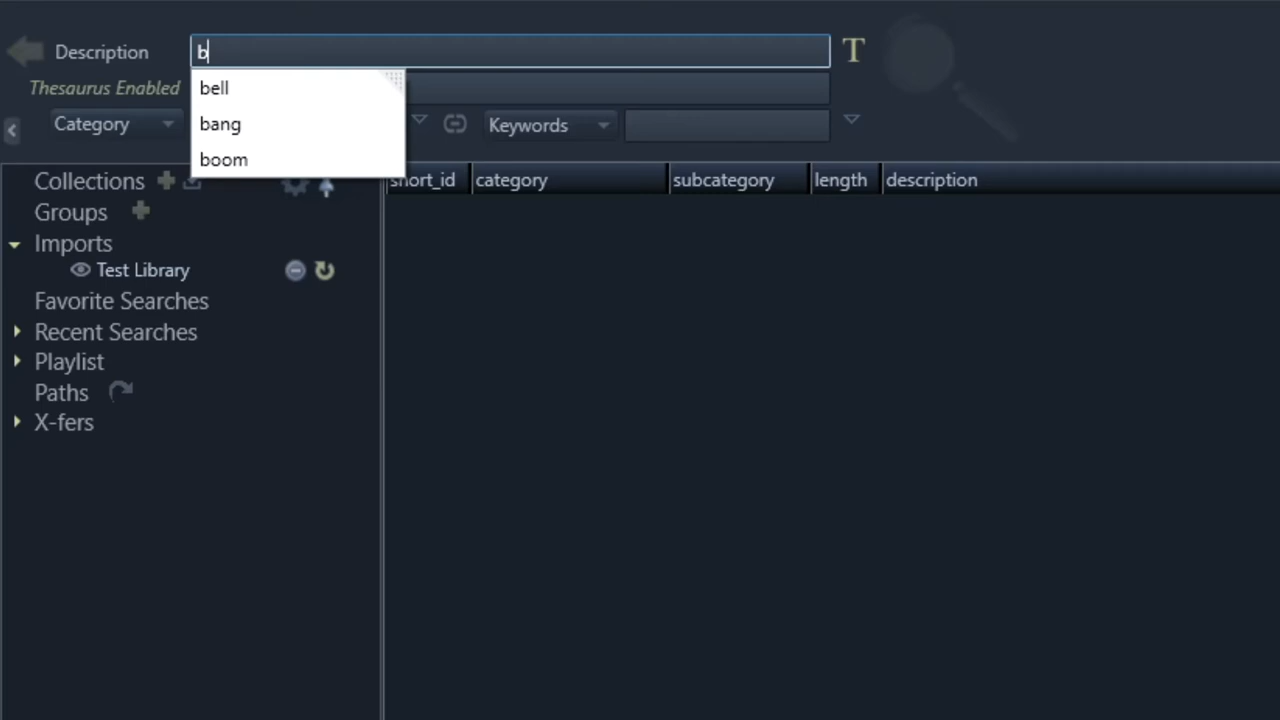 Description b T
Thesaurus Enabled
bell
bang
boom
Category Keywords
Collections
Groups
Imports
Test Library
Favorite Searches
Recent Searches
Playlist
Paths
X-fers
short_id category subcategory length description